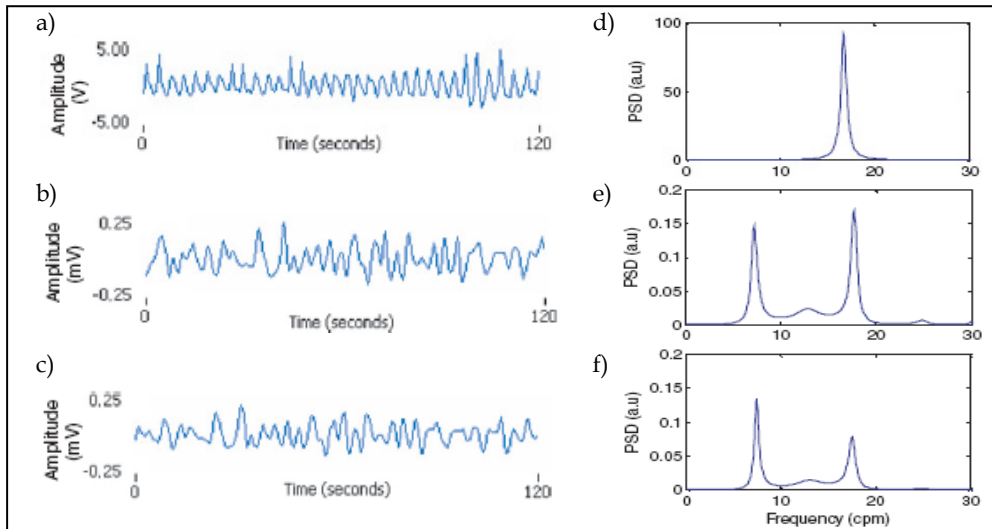 a)
5.00
Amplitude
(V)
-5.00
0
Time (seconds)
120
d)
100
50
0
PSD (a.u)
0 10 20 30
b)
0.25
Amplitude
(mV)
-0.25
0
Time (seconds)
120
e)
0.2
0.15
0.1
0.05
0
PSD (a.u)
0 10 20 30
c)
0.25
Amplitude
(mV)
-0.25
0
Time (seconds)
120
f)
0.2
0.15
0.1
0.05
0
PSD (a.u)
0 10 20 30
Frequency (cpm)